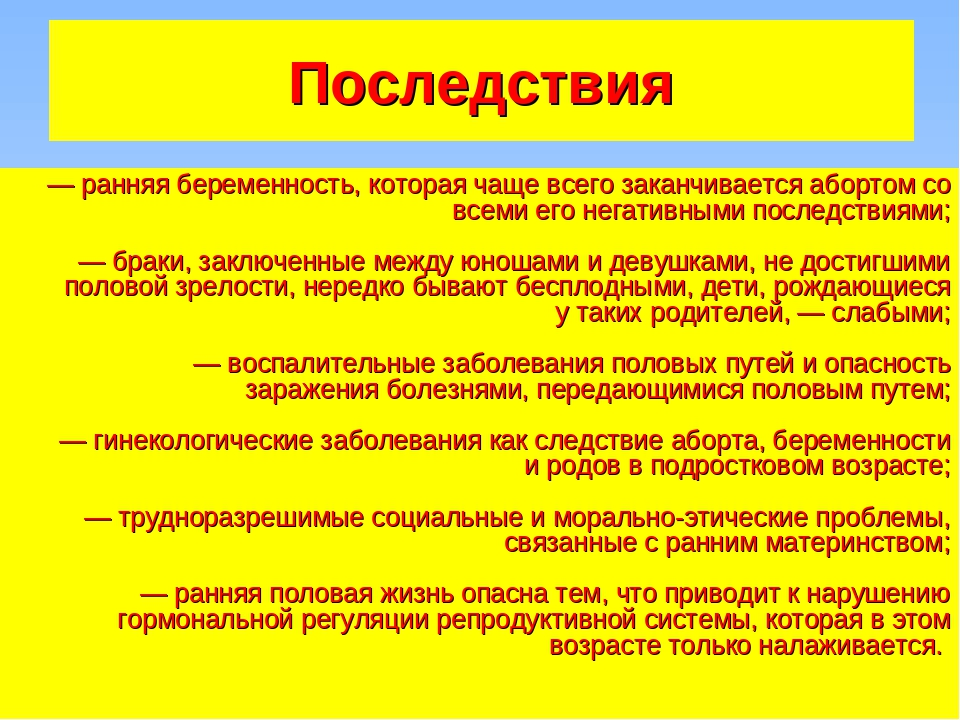 Последствия
— ранняя беременность, которая чаще всего заканчивается абортом со
всеми его негативными последствиями;
— браки, заключенные между юношами и девушками, не достигшими
половой зрелости, нередко бывают бесплодными, дети, рождающиеся
у таких родителей, — слабыми;
— воспалительные заболевания половых путей и опасность
заражения болезнями, передающимися половым путем;
— гинекологические заболевания как следствие аборта, беременности
и родов в подростковом возрасте;
— трудноразрешимые социальные и морально-этические проблемы,
связанные с ранним материнством;
— ранняя половая жизнь опасна тем, что приводит к нарушению
гормональной регуляции репродуктивной системы, которая в этом
возрасте только налаживается.